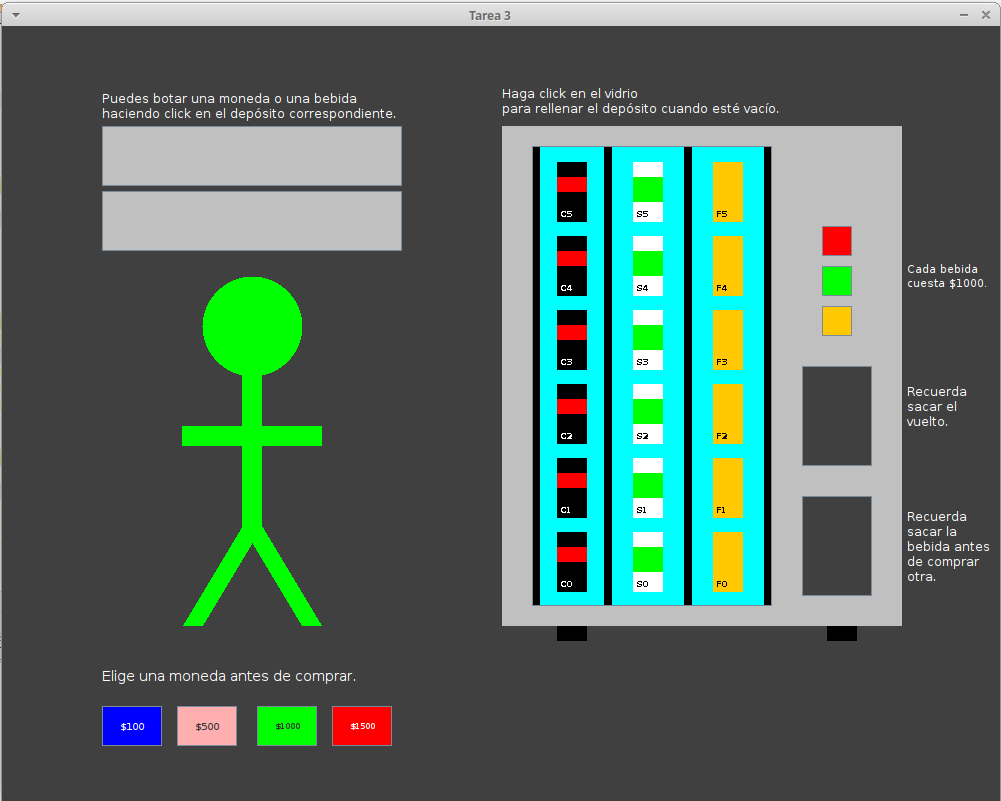 Tarea 3
Puedes botar una moneda o una bebida
haciendo click en el depósito correspondiente.
Haga click en el vidrio
para rellenar el depósito cuando esté vacío.
C5 S5 F5
C4 S4 F4
C3 S3 F3
C2 S2 F2
C1 S1 F1
C0 S0 F0
Cada bebida
cuesta $1000.
Recuerda
sacar el
vuelto.
Recuerda
sacar la
bebida antes
de comprar
otra.
Elige una moneda antes de comprar.
$100 $500 $1000 $1500